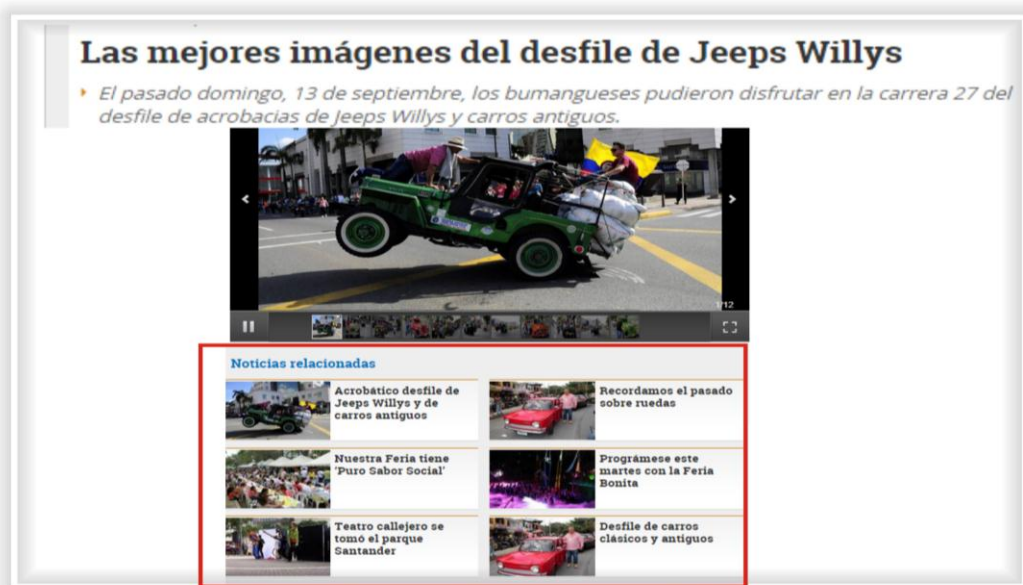 Las mejores imágenes del desfile de Jeeps Willys
El pasado domingo, 13 de septiembre, los bumangueses pudieron disfrutar en la carrera 27 del
desfile de acrobacias de Jeeps Willys y carros antiguos.
1/12
Noticias relacionadas
Acrobático desfile de
Jeeps Willys y de
carros antiguos
Recordamos el pasado
sobre ruedas
Nuestra Feria tiene
'Puro Sabor Social'
Prográmese este
martes con la Feria
Bonita
Teatro callejero se
tomó el parque
Santander
Desfile de carros
clásicos y antiguos